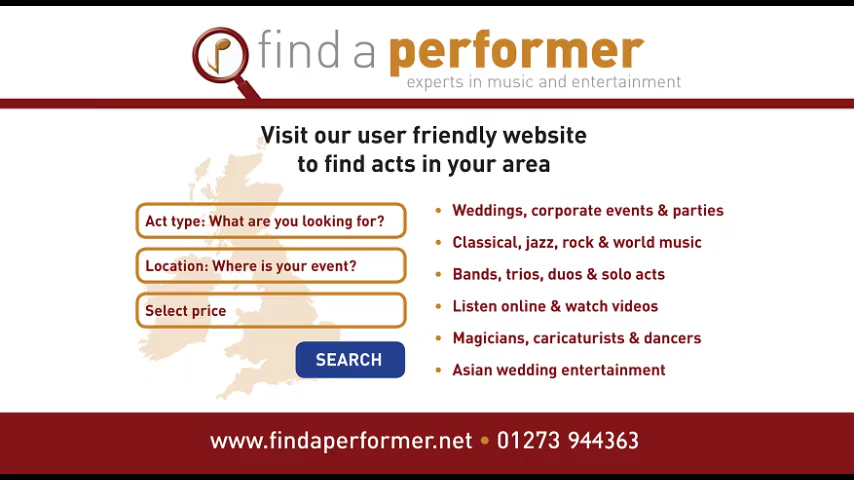 find a performer
experts in music and entertainment
Visit our user friendly website
to find acts in your area
Act type: What are you looking for?
Location: Where is your event?
Select price
SEARCH
• Weddings, corporate events & parties
• Classical, jazz, rock & world music
• Bands, trios, duos & solo acts
• Listen online & watch videos
• Magicians, caricaturists & dancers
• Asian wedding entertainment
www.findaperformer.net • 01273 944363